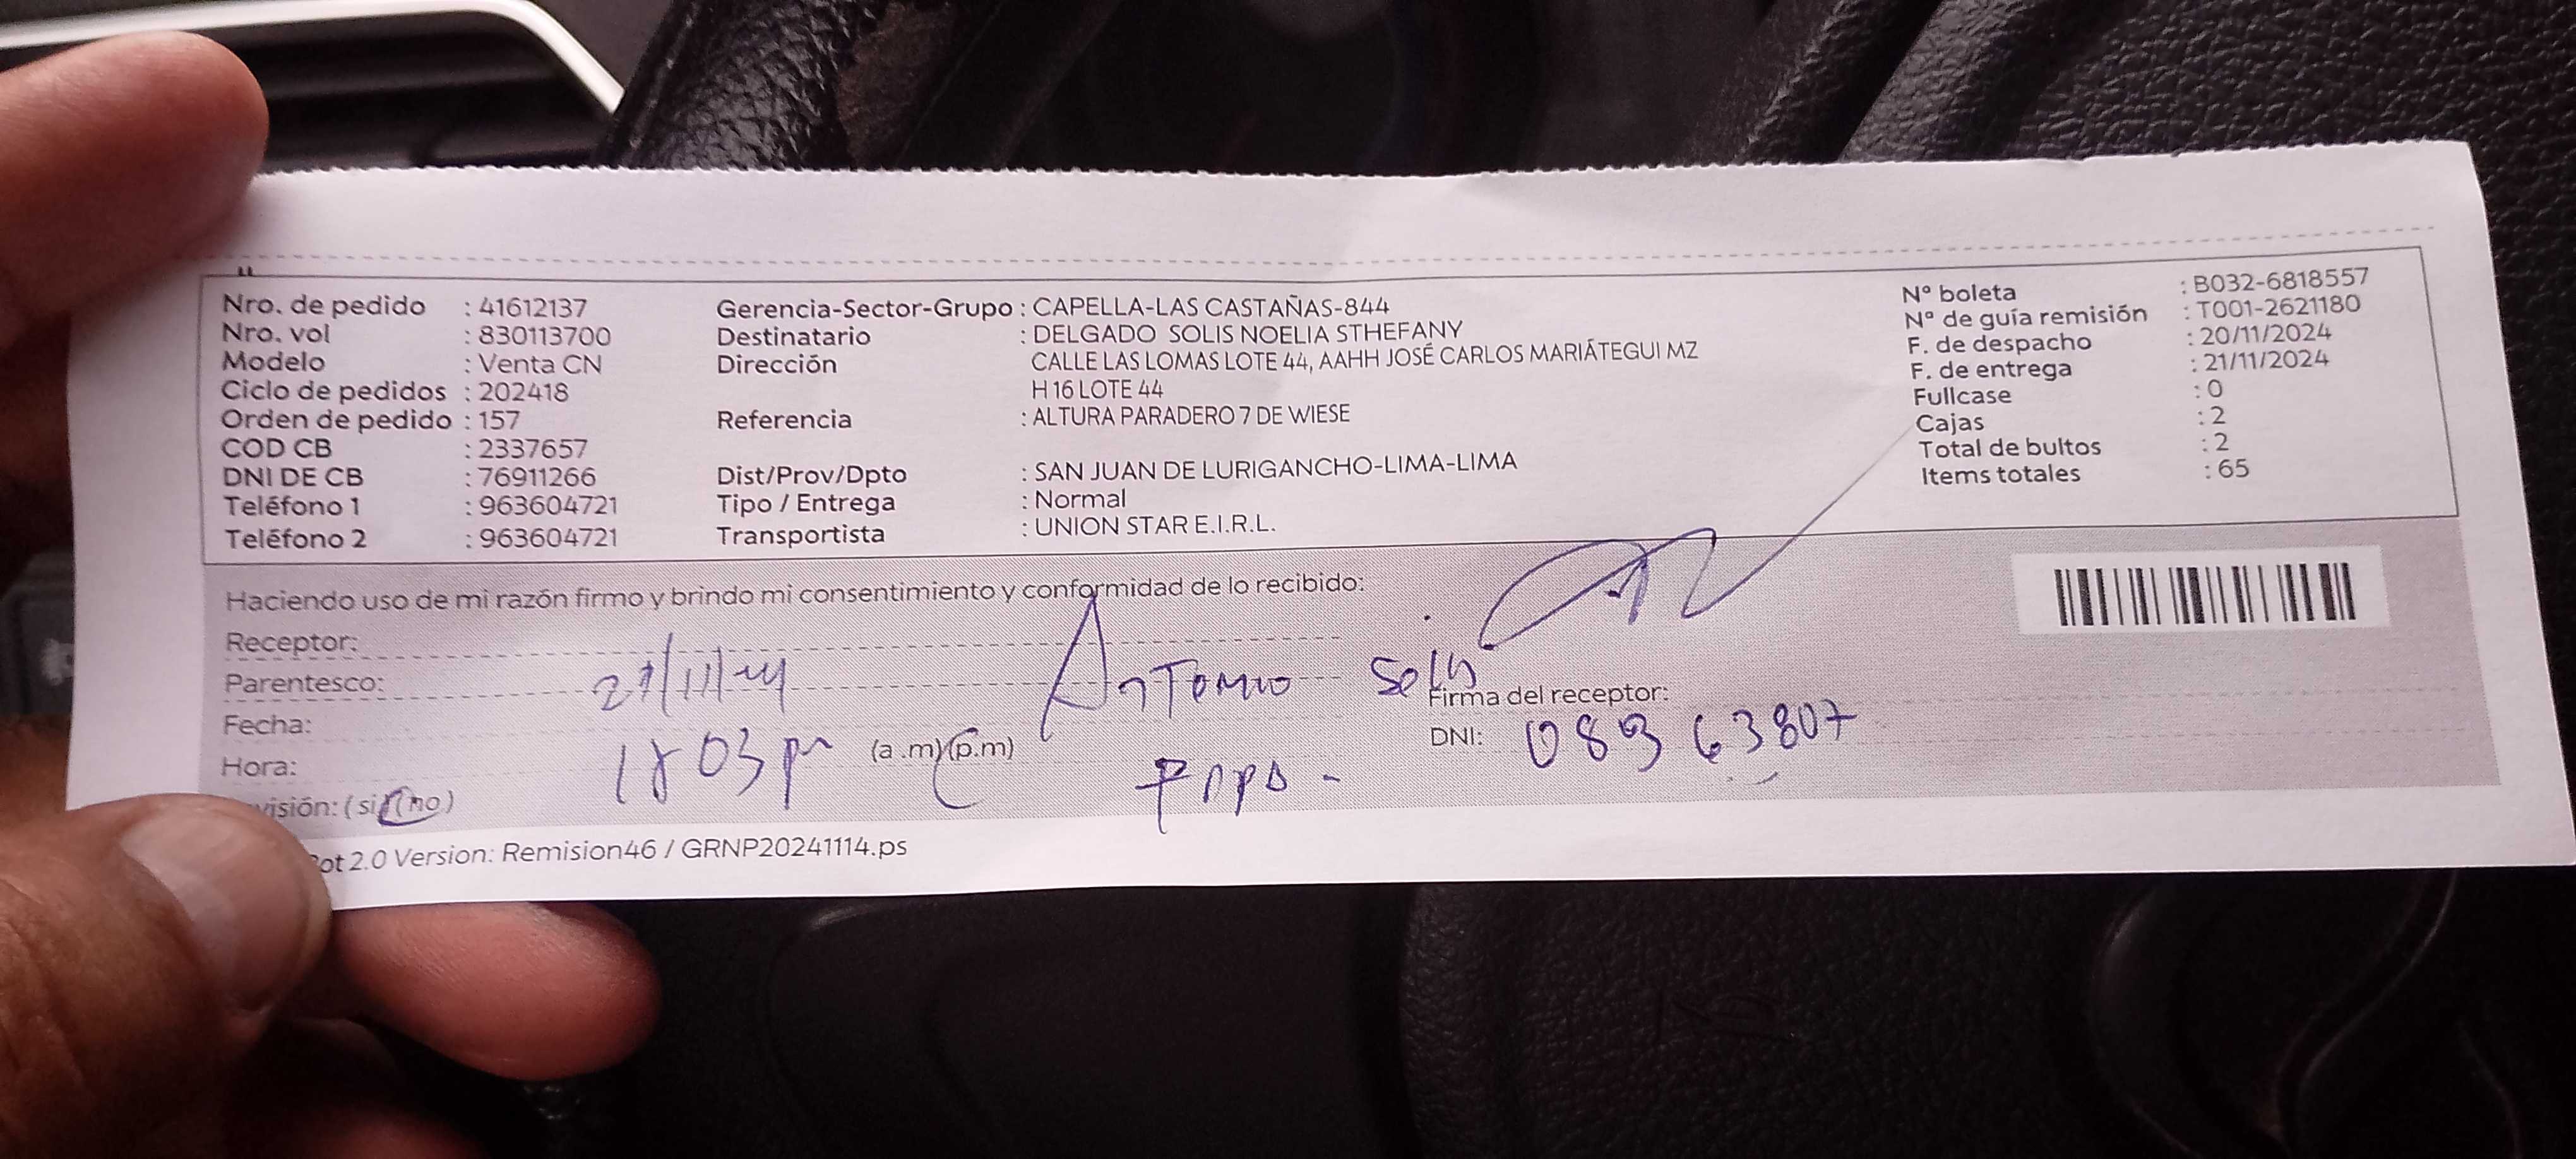 Nro. de pedido : 41612137
Nro. vol : 830113700
Modelo : Venta CN
Ciclo de pedidos : 202418
Orden de pedido : 157
COD CB : 2337657
DNI DE CB : 76911266
Teléfono 1 : 963604721
Teléfono 2 : 963604721
Gerencia-Sector-Grupo : CAPELLA-LAS CASTAÑAS-844
Destinatario : DELGADO SOLIS NOELIA STHEFANY
Dirección CALLE LAS LOMAS LOTE 44, AAHH JOSÉ CARLOS MARIÁTEGUI MZ
H 16 LOTE 44
Referencia : ALTURA PARADERO 7 DE WIESE
Dist/Prov/Dpto : SAN JUAN DE LURIGANCHO-LIMA-LIMA
Tipo / Entrega : Normal
Transportista : UNION STAR E.I.R.L.
N° boleta : B032-6818557
N° de guía remisión : T001-2621180
F. de despacho : 20/11/2024
F. de entrega : 21/11/2024
Fullcase : 0
Cajas : 2
Total de bultos : 2
Items totales : 65
Haciendo uso de mi razón firmo y brindo mi consentimiento y conformidad de lo recibido:
Receptor: Antonio Solis
Parentesco: papa -
Fecha: 21/11/24
Hora: 18 03 pm (a .m) (p.m)
visión: (si) (no)
Firma del receptor:
DNI: 08963807
ot 2.0 Version: Remision46 / GRNP20241114.ps